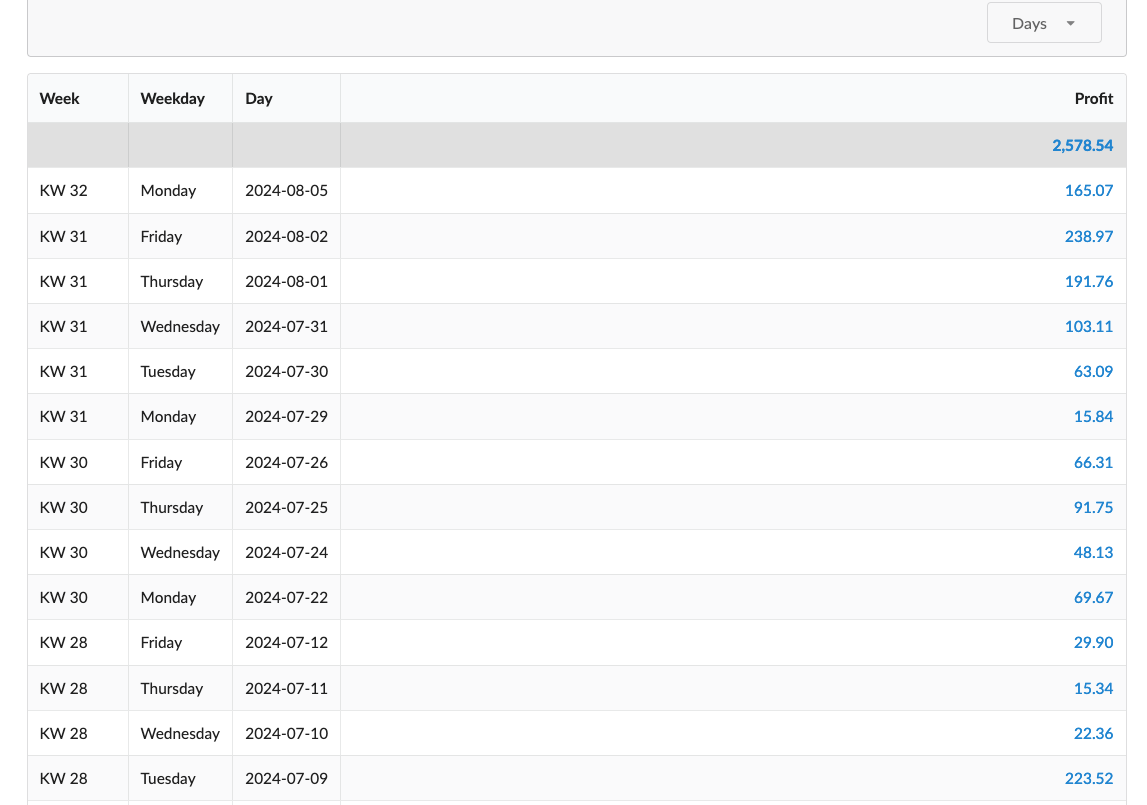 Days
Week Weekday Day Profit
2,578.54
KW 32 Monday 2024-08-05 165.07
KW 31 Friday 2024-08-02 238.97
KW 31 Thursday 2024-08-01 191.76
KW 31 Wednesday 2024-07-31 103.11
KW 31 Tuesday 2024-07-30 63.09
KW 31 Monday 2024-07-29 15.84
KW 30 Friday 2024-07-26 66.31
KW 30 Thursday 2024-07-25 91.75
KW 30 Wednesday 2024-07-24 48.13
KW 30 Monday 2024-07-22 69.67
KW 28 Friday 2024-07-12 29.90
KW 28 Thursday 2024-07-11 15.34
KW 28 Wednesday 2024-07-10 22.36
KW 28 Tuesday 2024-07-09 223.52